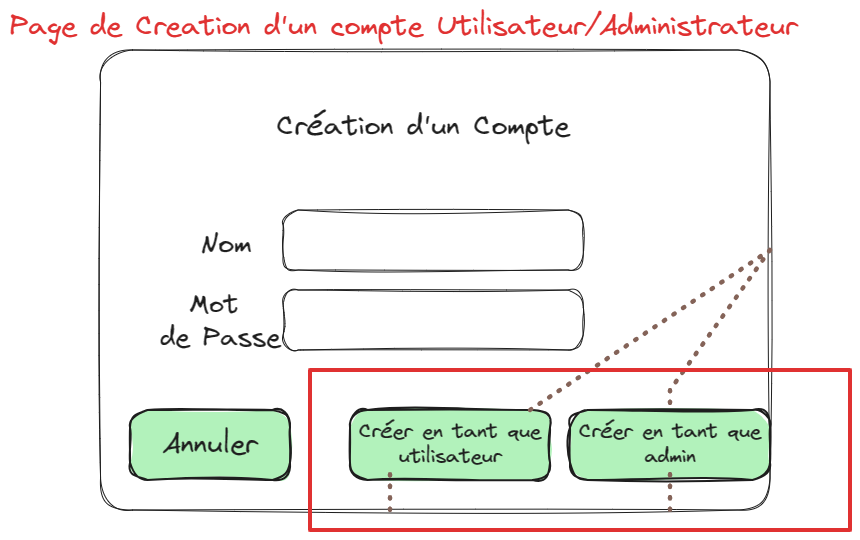 Page de Creation d'un compte Utilisateur/Administrateur
Création d'un Compte
Nom
Mot
de Passe
Annuler
Créer en tant que
utilisateur
Créer en tant que
admin